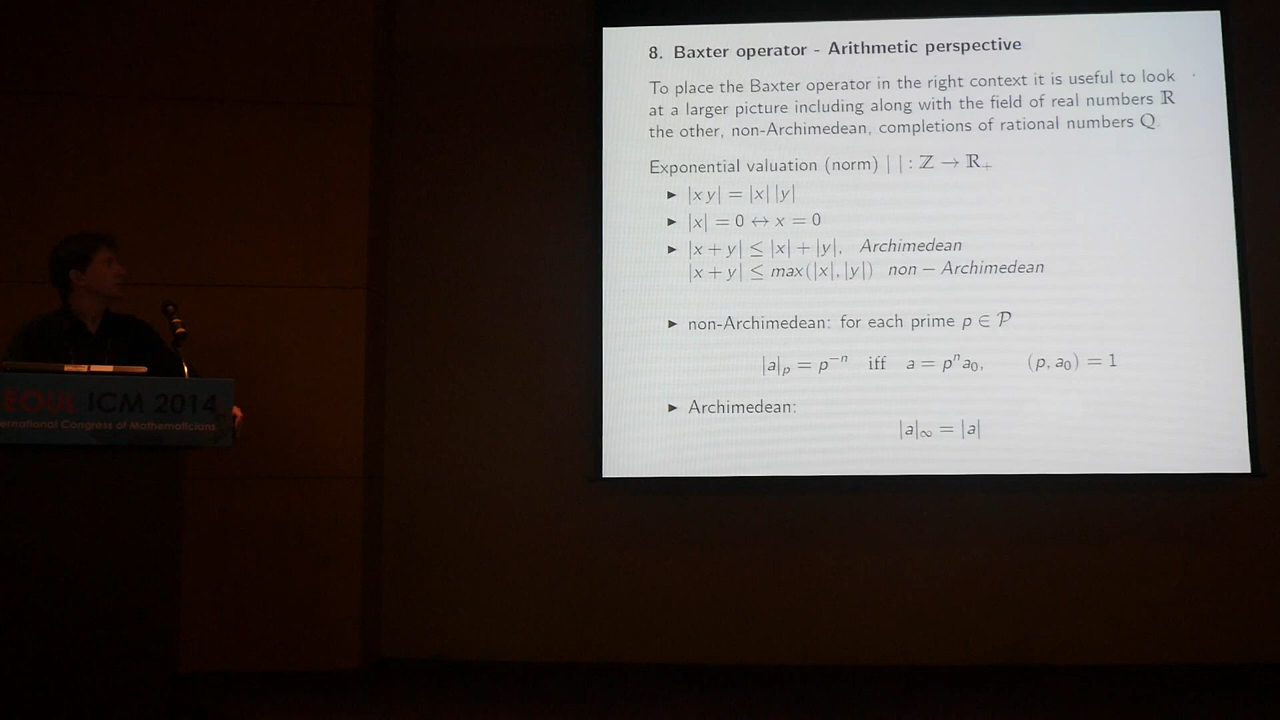 8. Baxter operator - Arithmetic perspective
To place the Baxter operator in the right context it is useful to look
at a larger picture including along with the field of real numbers ℝ
the other, non-Archimedean, completions of rational numbers ℚ.
Exponential valuation (norm) | | : ℤ → ℝ₊
► |x y| = |x| |y|
► |x| = 0 ↔ x = 0
► |x + y| ≤ |x| + |y|, Archimedean
|x + y| ≤ max(|x|, |y|) non – Archimedean
► non-Archimedean: for each prime p ∈ 𝒫
|a|ₚ = p⁻ⁿ iff a = pⁿa₀, (p, a₀) = 1
► Archimedean:
|a|∞ = |a|
EOUL ICM 2014
ernational Congress of Mathematicians